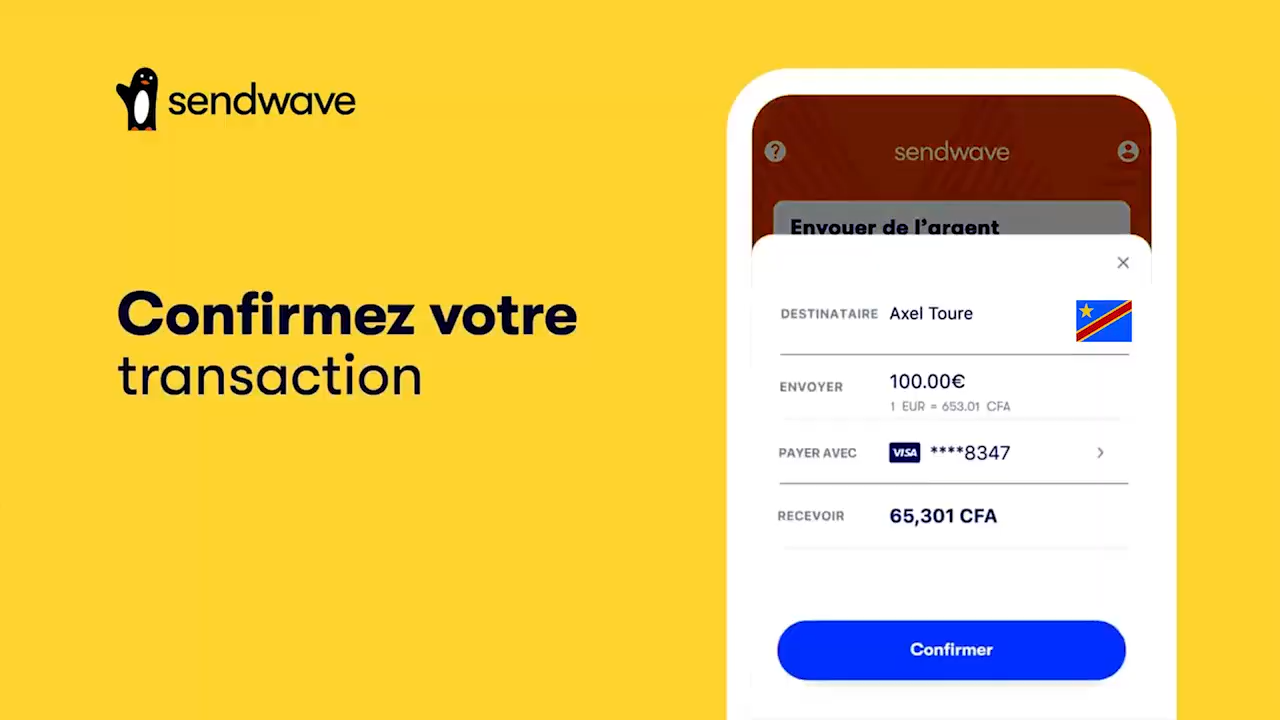 sendwave
Confirmez votre
transaction
sendwave
Envoyer de l'argent
DESTINATAIRE Axel Toure
ENVOYER 100.00€
1 EUR = 653.01 CFA
PAYER AVEC VISA ****8347
RECEVOIR 65,301 CFA
Confirmer